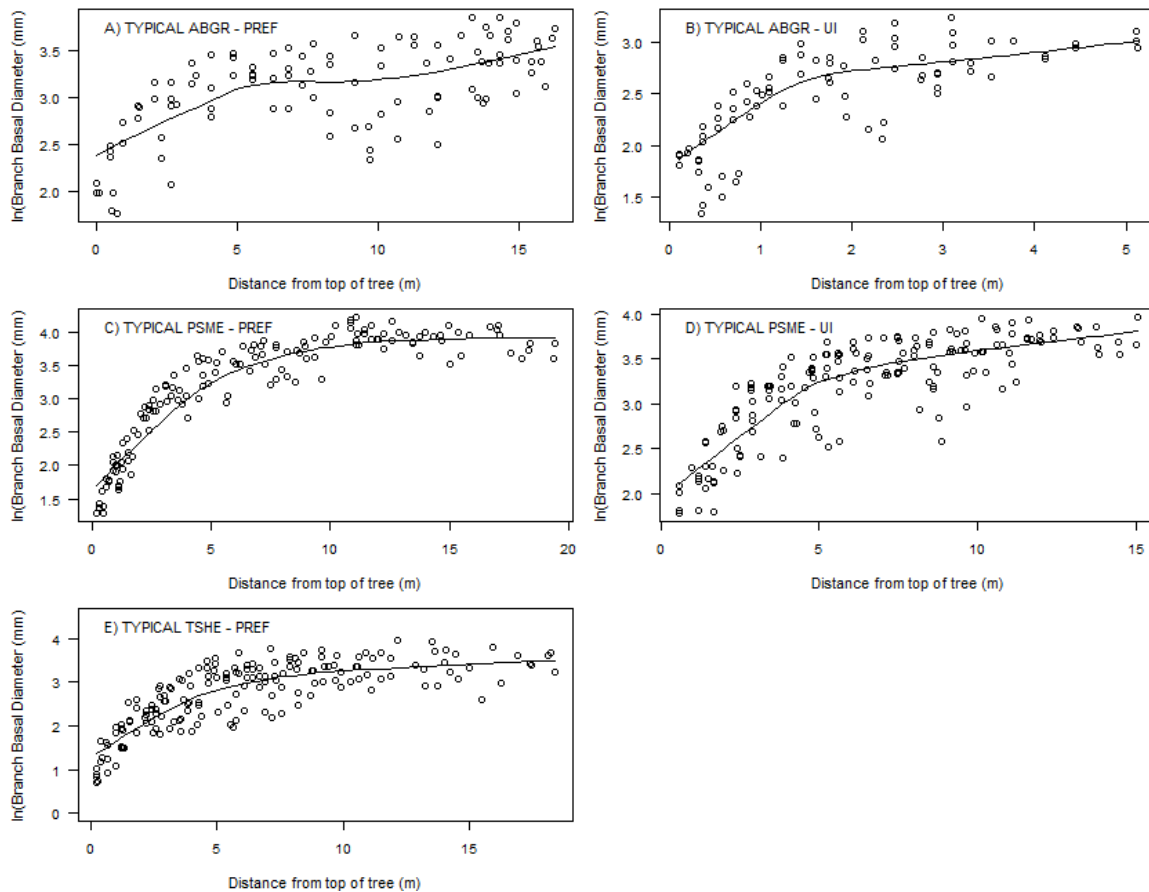 A) TYPICAL ABGR - PREF
ln(Branch Basal Diameter (mm)
3.5
3.0
2.5
2.0
0 5 10 15
Distance from top of tree (m)
B) TYPICAL ABGR - UI
ln(Branch Basal Diameter (mm)
3.0
2.5
2.0
1.5
0 1 2 3 4 5
Distance from top of tree (m)
C) TYPICAL PSME - PREF
ln(Branch Basal Diameter (mm)
4.0
3.5
3.0
2.5
2.0
1.5
0 5 10 15 20
Distance from top of tree (m)
D) TYPICAL PSME - UI
ln(Branch Basal Diameter (mm)
4.0
3.5
3.0
2.5
2.0
0 5 10 15
Distance from top of tree (m)
E) TYPICAL TSHE - PREF
ln(Branch Basal Diameter (mm)
4
3
2
1
0
0 5 10 15
Distance from top of tree (m)